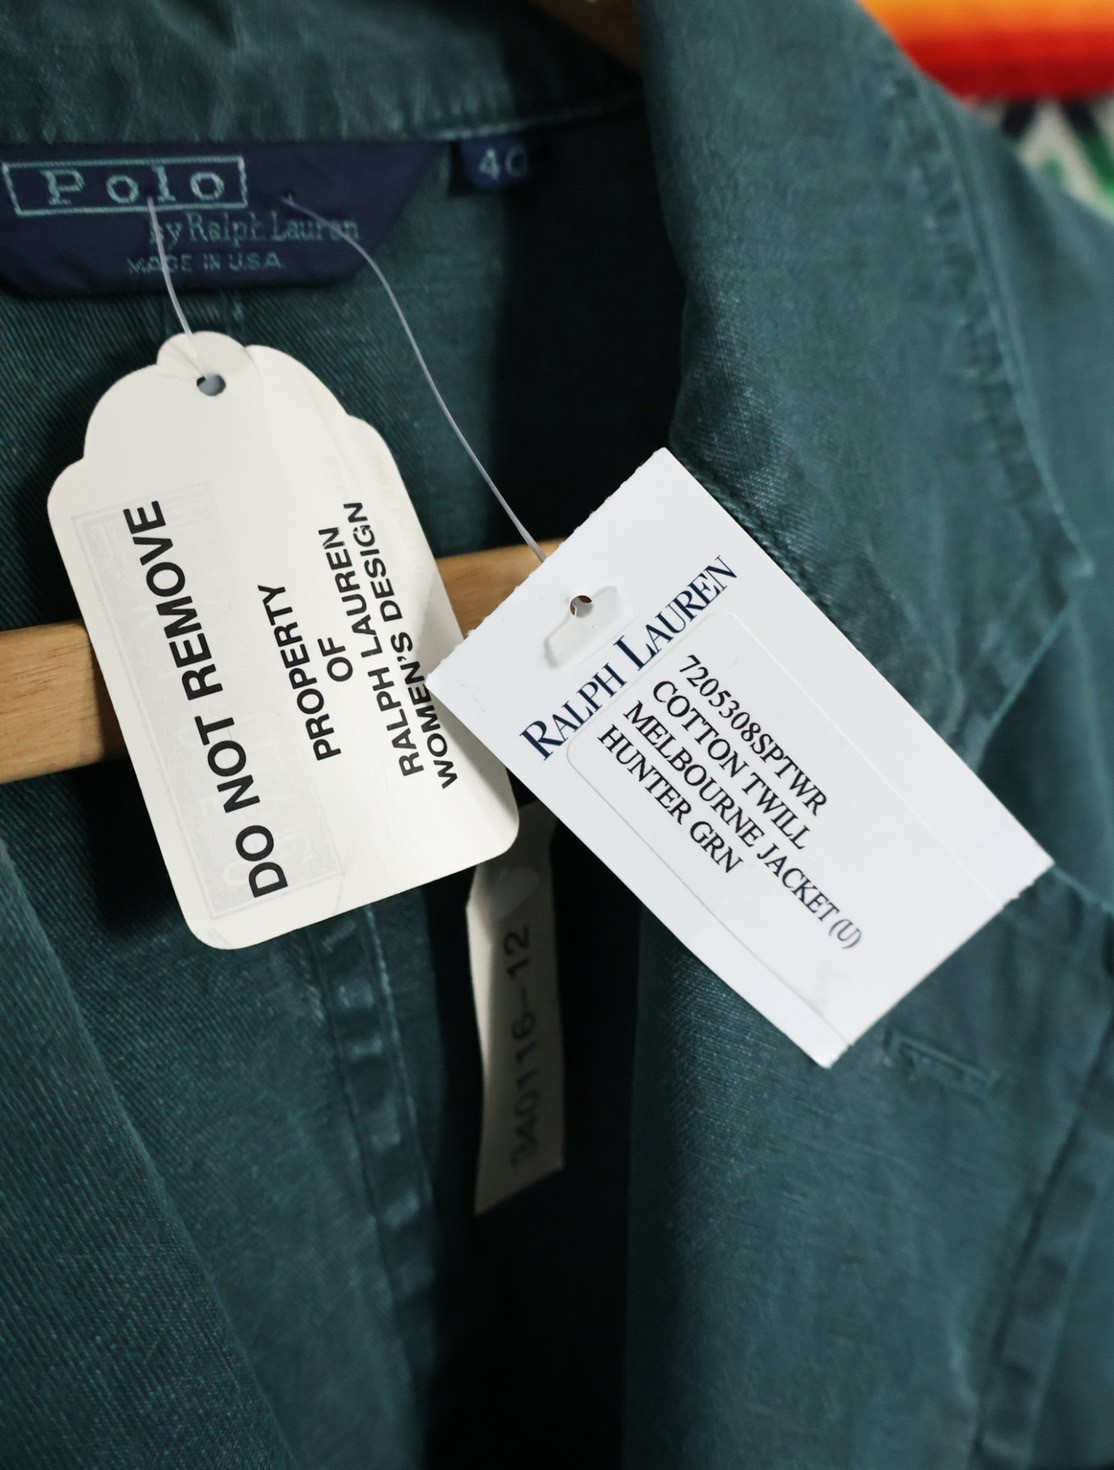 Polo
by Ralph Lauren
MADE IN U.S.A.
40
DO NOT REMOVE
PROPERTY
OF
RALPH LAUREN
WOMEN'S DESIGN
RALPH LAUREN
7205308SPTWR
COTTON TWILL
MELBOURNE JACKET (U)
HUNTER GRN
340116-12